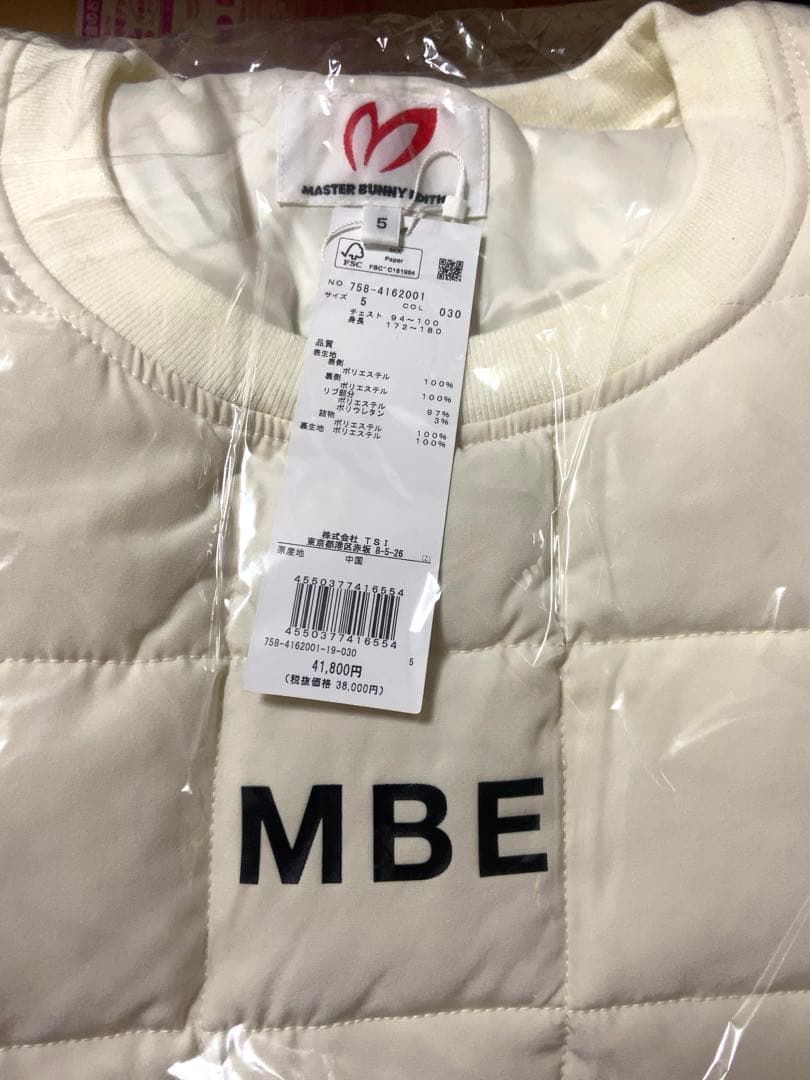 MASTER BUNNY EDITI
5
FSC
MIX
Paper
FSC™ C151994
NO 758-4162001
サイズ 5 COL 030
チェスト 94～100
身長 172～180
品質
表生地
表側
ポリエステル 100%
裏側
ポリエステル 100%
リブ部分
ポリエステル 97%
ポリウレタン 3%
詰物
ポリエステル 100%
裏生地 ポリエステル 100%
株式会社 TSI
東京都港区赤坂 8-5-26
原産地 中国
4550377416554
4550377416554
758-4162001-19-030 5
41,800円
(税抜価格 38,000円)
MBE